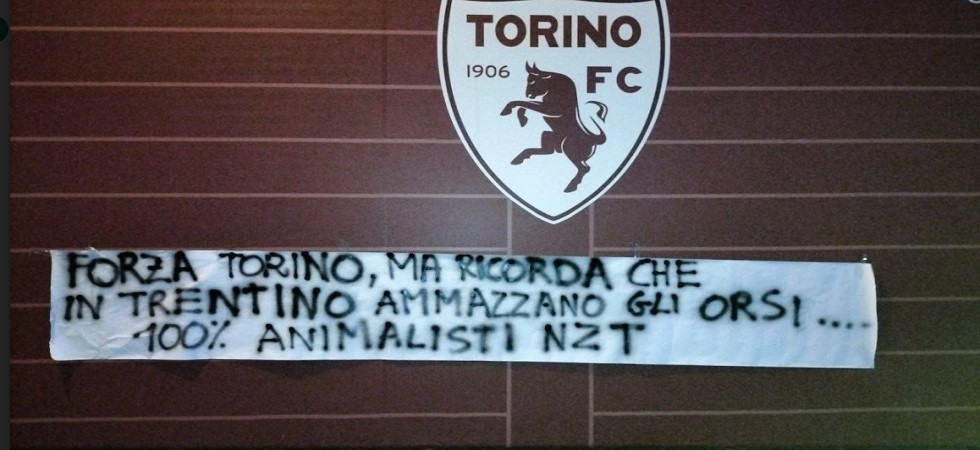 TORINO
1906 FC
FORZA TORINO, MA RICORDA CHE
IN TRENTINO AMMAZZANO GLI ORSI ....
100% ANIMALISTI NZT